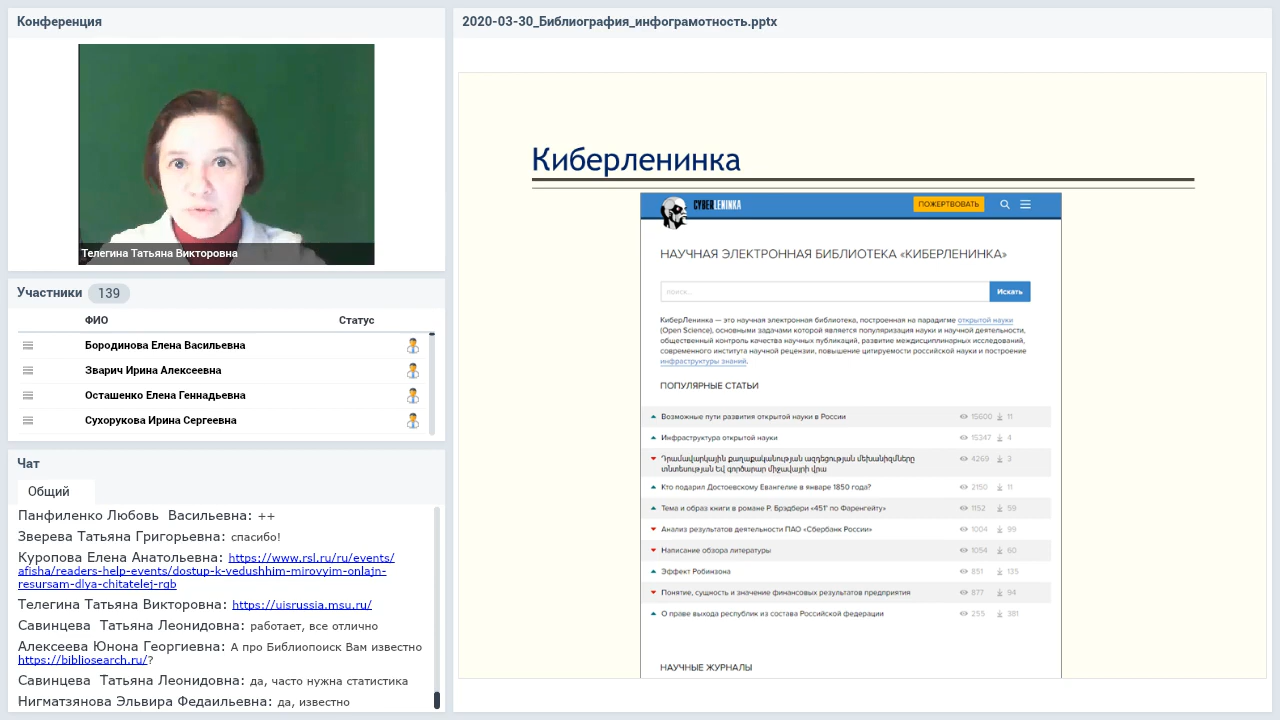 Конференция
Телегина Татьяна Викторовна
Участники 139
ФИО Статус
Бородинова Елена Васильевна
Зварич Ирина Алексеевна
Осташенко Елена Геннадьевна
Сухорукова Ирина Сергеевна
Чат
Общий
Панфиленко Любовь Васильевна: ++
Зверева Татьяна Григорьевна: спасибо!
Куропова Елена Анатольевна: https://www.rsl.ru/ru/events/
afisha/readers-help-events/dostup-k-vedushhim-mirovyim-onlajn-
resursam-dlya-chitatelej-rgb
Телегина Татьяна Викторовна: https://uisrussia.msu.ru/
Савинцева Татьяна Леонидовна: работает, все отлично
Алексеева Юнона Георгиевна: А про Библиопоиск Вам известно
https://bibliosearch.ru/?
Савинцева Татьяна Леонидовна: да, часто нужна статистика
Нигматзянова Эльвира Федаильевна: да, известно
2020-03-30_Библиография_инфограмотность.pptx
Киберленинка
CYBERLENINKA ПОЖЕРТВОВАТЬ
НАУЧНАЯ ЭЛЕКТРОННАЯ БИБЛИОТЕКА «КИБЕРЛЕНИНКА»
поиск... Искать
КиберЛенинка — это научная электронная библиотека, построенная на парадигме открытой науки
(Open Science), основными задачами которой является популяризация науки и научной деятельности,
общественный контроль качества научных публикаций, развитие междисциплинарных исследований,
современного института научной рецензии, повышение цитируемости российской науки и построение
инфраструктуры знаний.
ПОПУЛЯРНЫЕ СТАТЬИ
Возможные пути развития открытой науки в России 15600 11
Инфраструктура открытой науки 15347 4
Դրամավարկային քաղաքականության ազդեցության մեխանիզմները 4269 3
տնտեսության եվ գործարար միջավայրի վրա
Кто подарил Достоевскому Евангелие в январе 1850 года? 2150 11
Тема и образ книги в романе Р. Брэдбери «451° по Фаренгейту» 1152 59
Анализ результатов деятельности ПАО «Сбербанк России» 1004 99
Написание обзора литературы 1054 60
Эффект Робинзона 851 135
Понятие, сущность и значение финансовых результатов предприятия 877 94
О праве выхода республик из состава Российской федерации 255 381
НАУЧНЫЕ ЖУРНАЛЫ